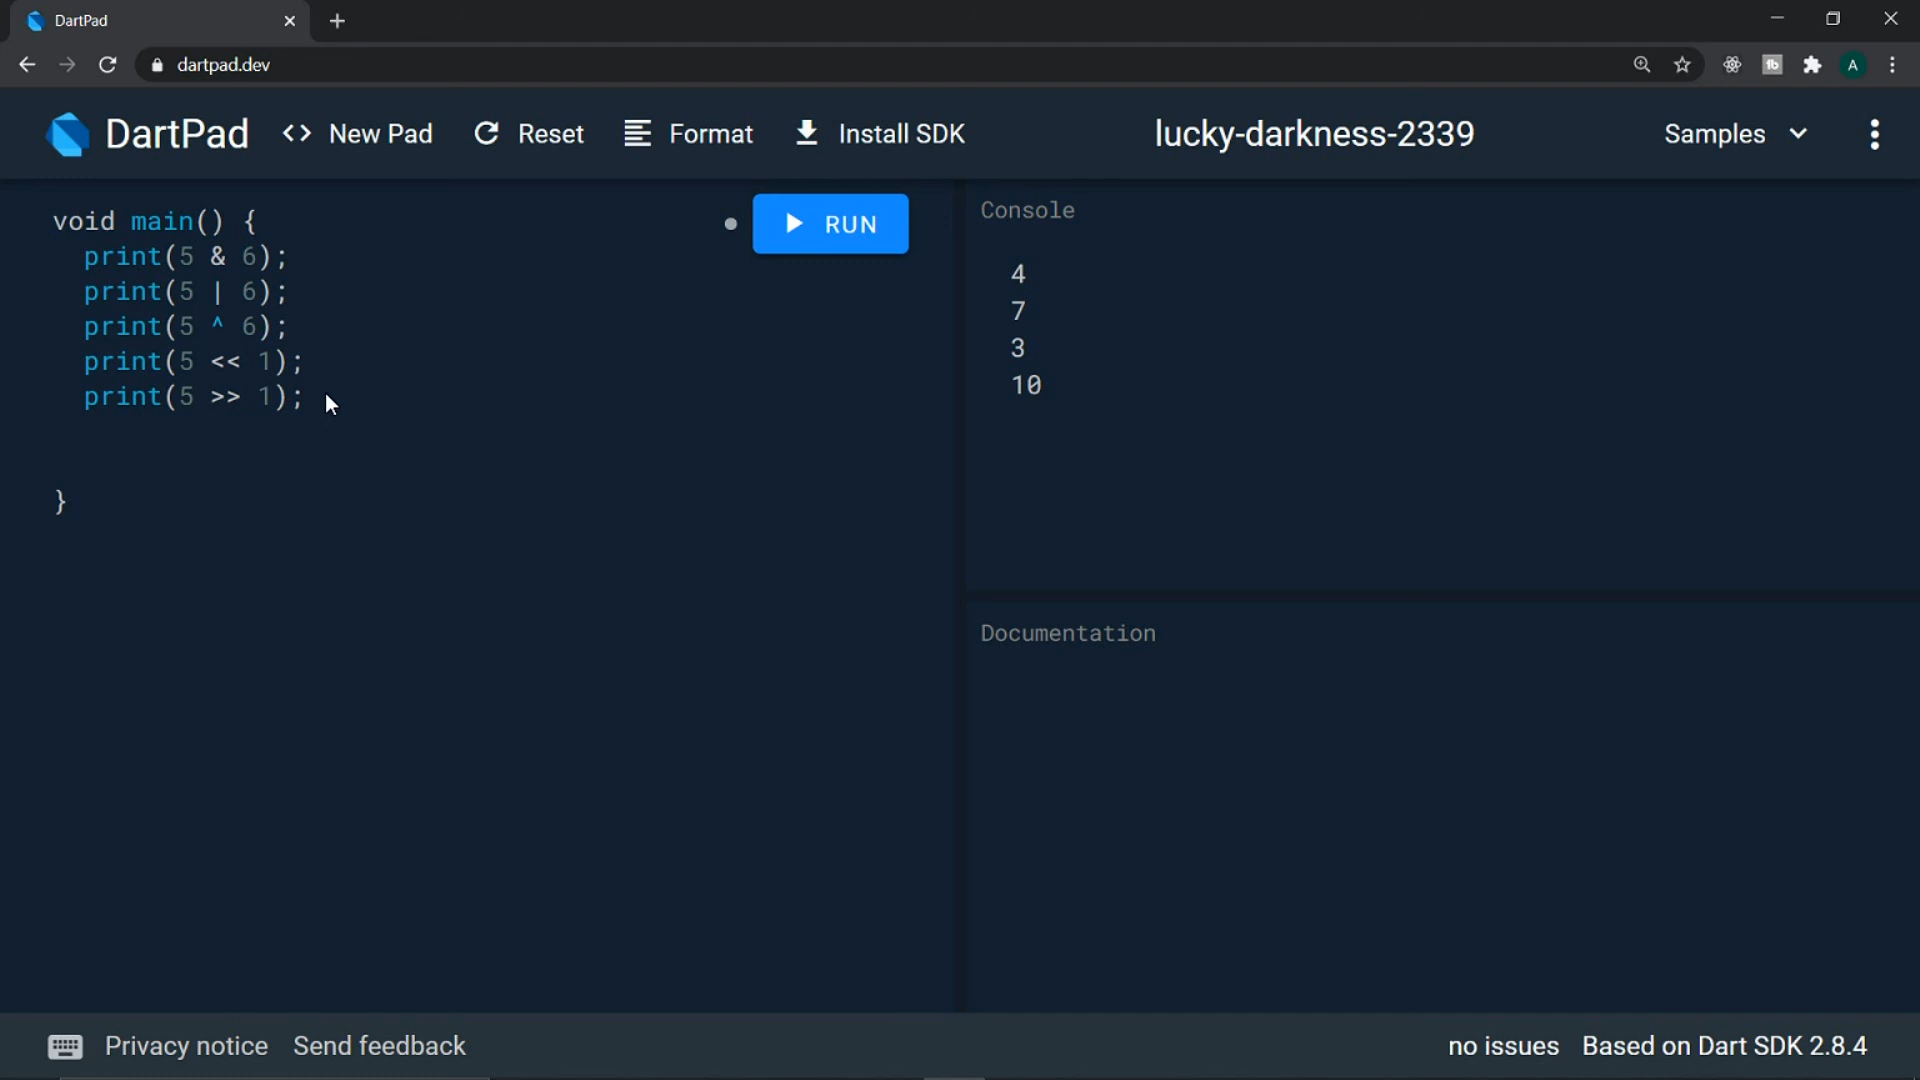 DartPad
dartpad.dev
A
DartPad
<> New Pad
Reset
Format
Install SDK
lucky-darkness-2339
Samples
void main() {
print(5 & 6);
print(5 | 6);
print(5 ^ 6);
print(5 << 1);
print(5 >> 1);
}
RUN
Console
4
7
3
10
Documentation
Privacy notice
Send feedback
no issues
Based on Dart SDK 2.8.4